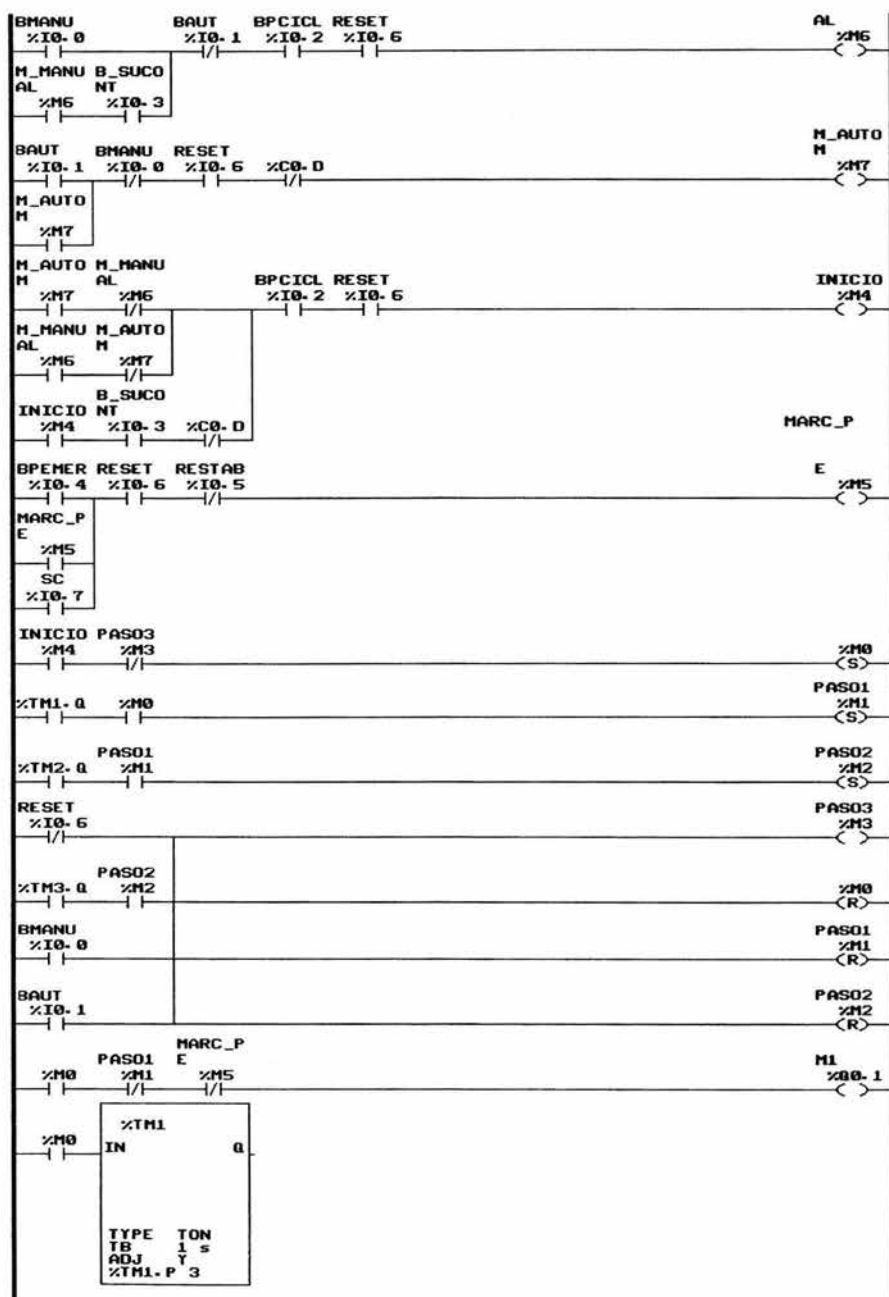 BMANU BAUT BPCICL RESET AL
%I0.0 %I0.1 %I0.2 %I0.6 %M6
M_MANU B_SUCO
AL NT
%M6 %I0.3
M_AUTO
BAUT BMANU RESET M
%I0.1 %I0.0 %I0.6 %C0.D %M7
M_AUTO
M
%M7
M_AUTO M_MANU
M AL BPCICL RESET INICIO
%M7 %M6 %I0.2 %I0.6 %M4
M_MANU M_AUTO
AL M
%M6 %M7
B_SUCO
INICIO NT
%M4 %I0.3 %C0.D MARC_P
BPEMER RESET RESTAB E
%I0.4 %I0.6 %I0.5 %M5
MARC_P
E
%M5
SC
%I0.7
INICIO PASO3
%M4 %M3 %M0
S
PASO1
%TM1.Q %M0 %M1
S
PASO1 PASO2
%TM2.Q %M1 %M2
S
RESET PASO3
%I0.6 %M3
PASO2
%TM3.Q %M2 %M0
R
BMANU PASO1
%I0.0 %M1
R
BAUT PASO2
%I0.1 %M2
R
MARC_P
PASO1 E M1
%M0 %M1 %M5 %Q0.1
%TM1
%M0 IN Q
TYPE TON
TB 1 s
ADJ Y
%TM1.P 3